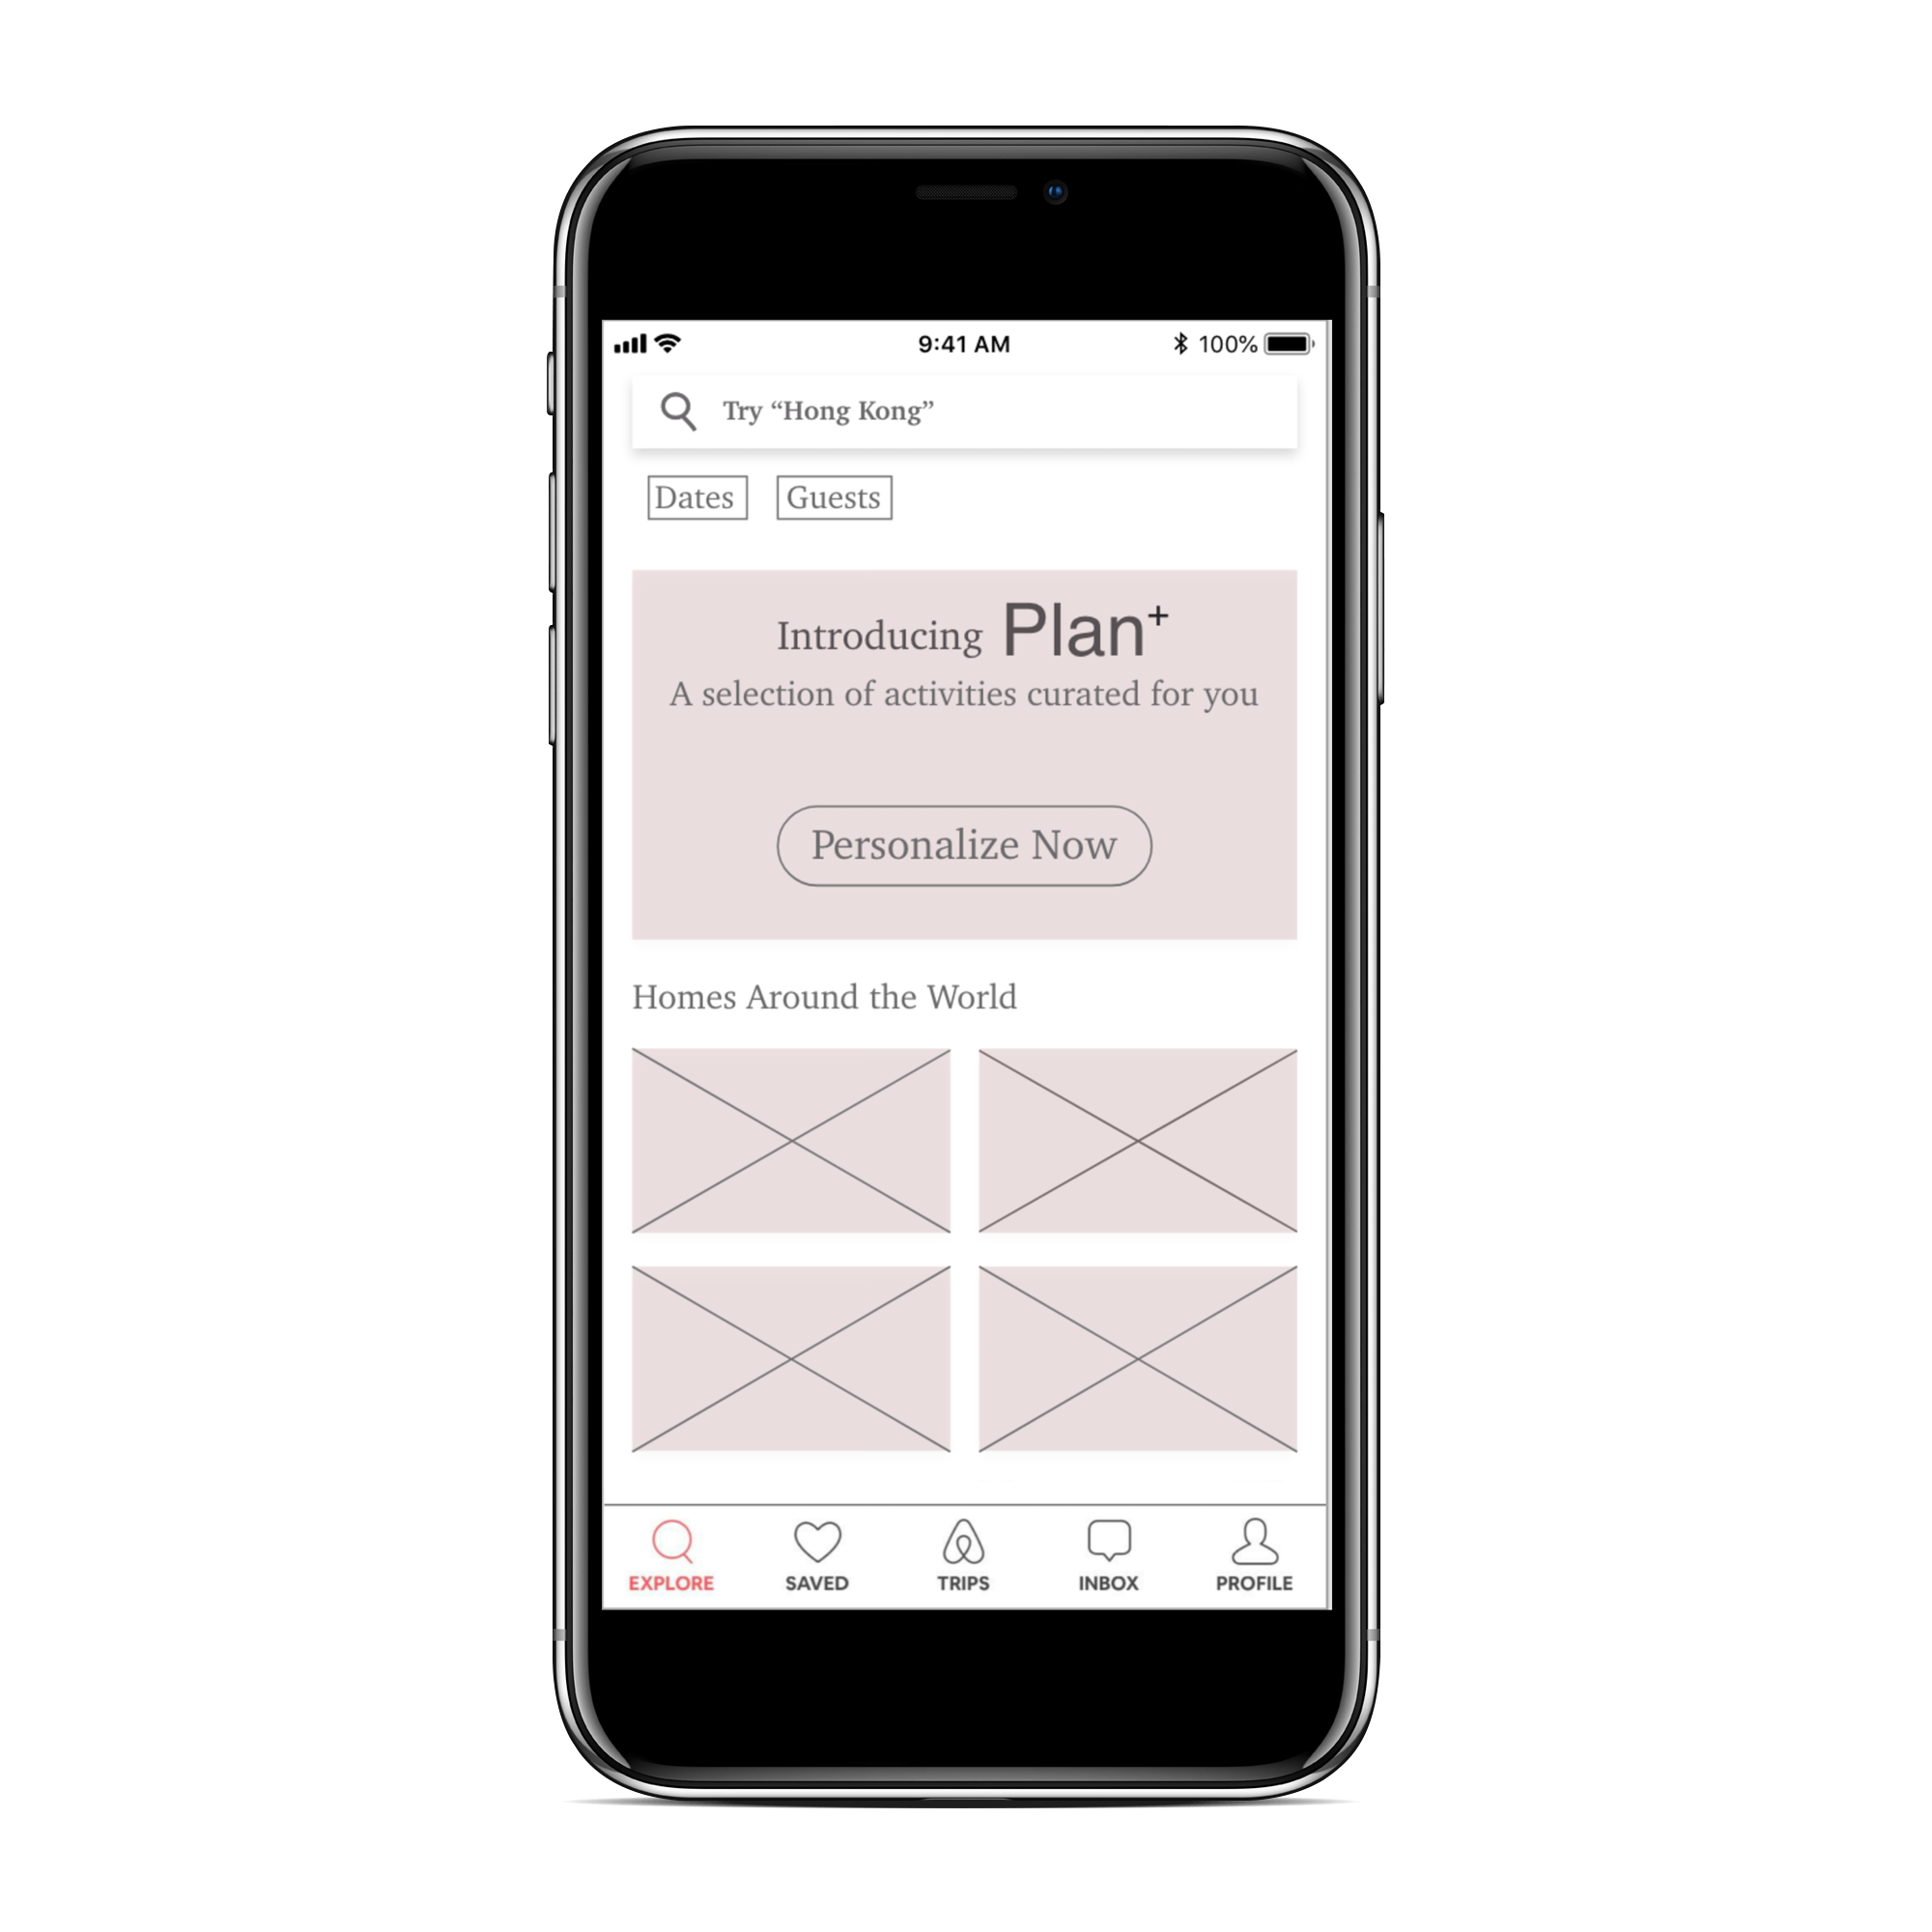 9:41 AM 100%
Try “Hong Kong”
Dates Guests
Introducing Plan+
A selection of activities curated for you
Personalize Now
Homes Around the World
EXPLORE SAVED TRIPS INBOX PROFILE